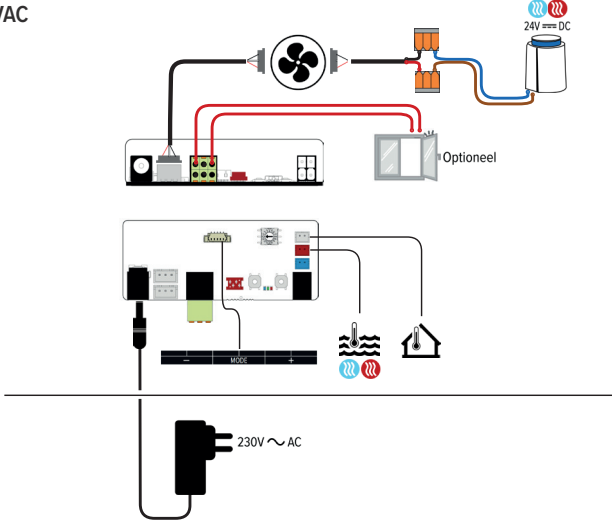 VAC
24V DC
Optioneel
– MODE +
230V ~ AC